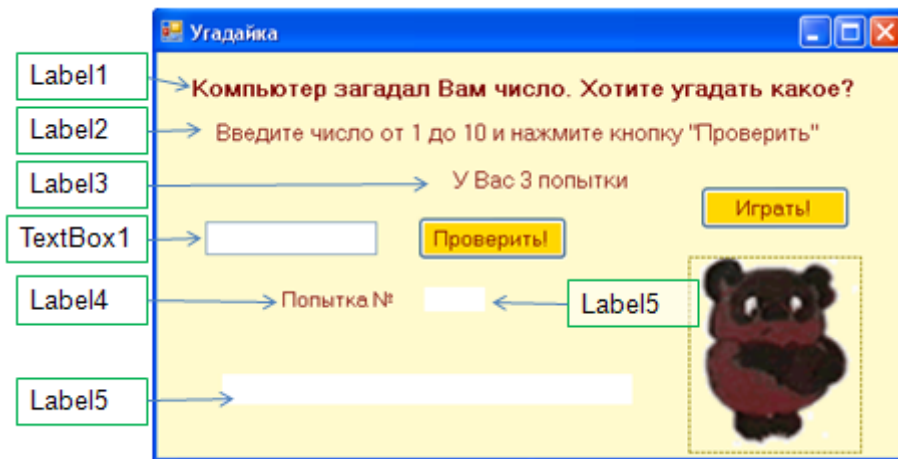 Угадайка
Label1
Компьютер загадал Вам число. Хотите угадать какое?
Label2
Введите число от 1 до 10 и нажмите кнопку "Проверить"
Label3
У Вас 3 попытки
Играть!
TextBox1
Проверить!
Label4
Попытка №
Label5
Label5